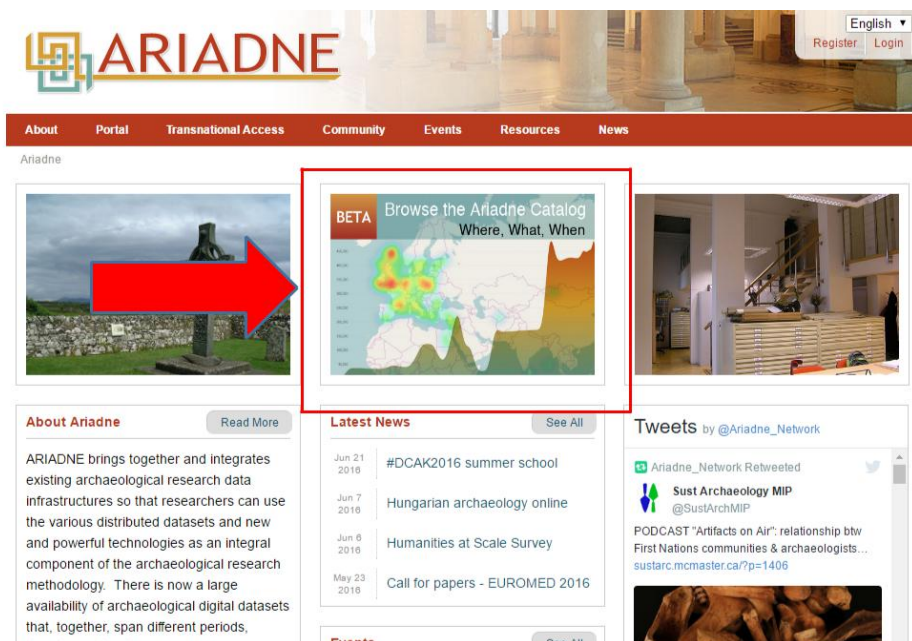 ARIADNE
English
Register Login
About Portal Transnational Access Community Events Resources News
Ariadne
BETA
Browse the Ariadne Catalog
Where, What, When
About Ariadne
Read More
ARIADNE brings together and integrates
existing archaeological research data
infrastructures so that researchers can use
the various distributed datasets and new
and powerful technologies as an integral
component of the archaeological research
methodology. There is now a large
availability of archaeological digital datasets
that, together, span different periods,
Latest News
See All
Jun 21
2016
#DCAK2016 summer school
Jun 7
2016
Hungarian archaeology online
Jun 6
2016
Humanities at Scale Survey
May 23
2016
Call for papers - EUROMED 2016
Events
See All
Tweets by @Ariadne_Network
Ariadne_Network Retweeted
Sust Archaeology MIP
@SustArchMIP
PODCAST "Artifacts on Air": relationship btw
First Nations communities & archaeologists…
sustarc.mcmaster.ca/?p=1406